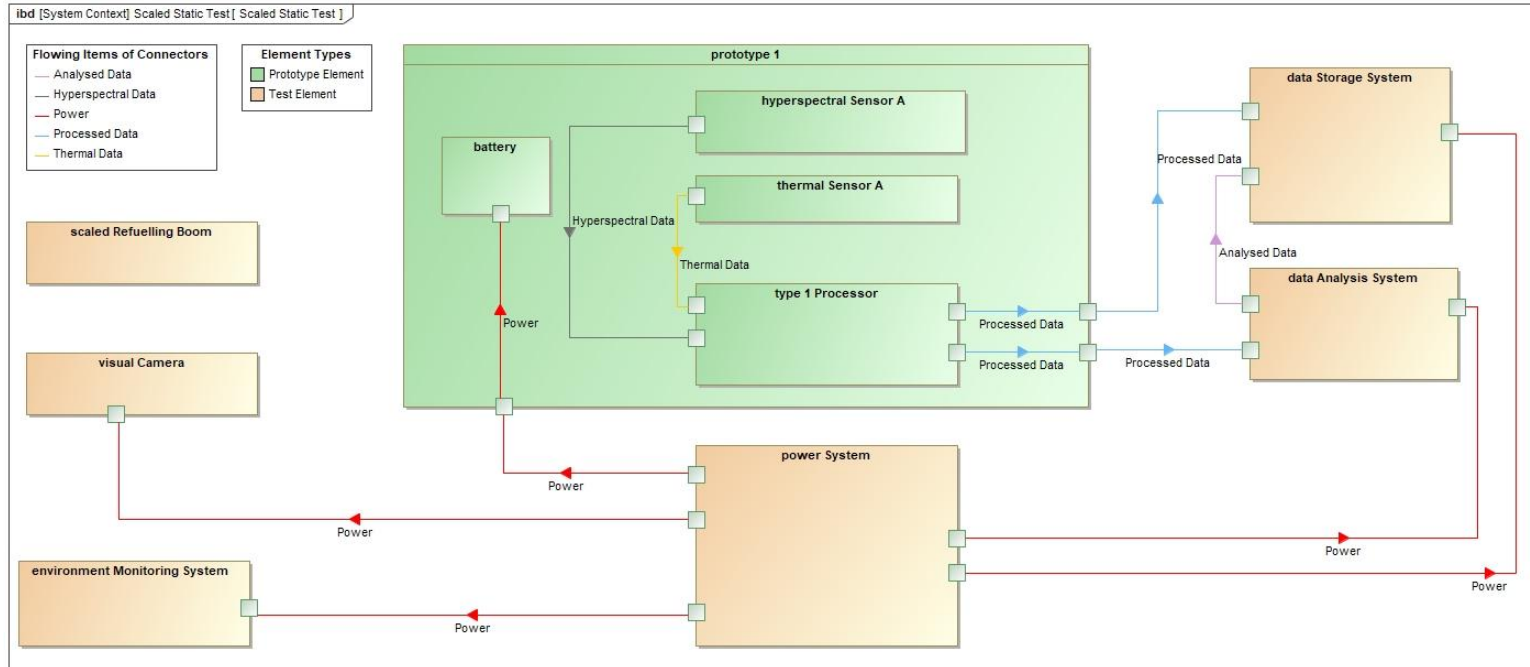 ibd [System Context] Scaled Static Test [ Scaled Static Test ]
Flowing Items of Connectors
Analysed Data
Hyperspectral Data
Power
Processed Data
Thermal Data
Element Types
Prototype Element
Test Element
prototype 1
hyperspectral Sensor A
battery
thermal Sensor A
Hyperspectral Data
Thermal Data
type 1 Processor
Power
Processed Data
Processed Data
data Storage System
Processed Data
Analysed Data
data Analysis System
Processed Data
scaled Refuelling Boom
visual Camera
power System
Power
Power
Power
Power
environment Monitoring System
Power